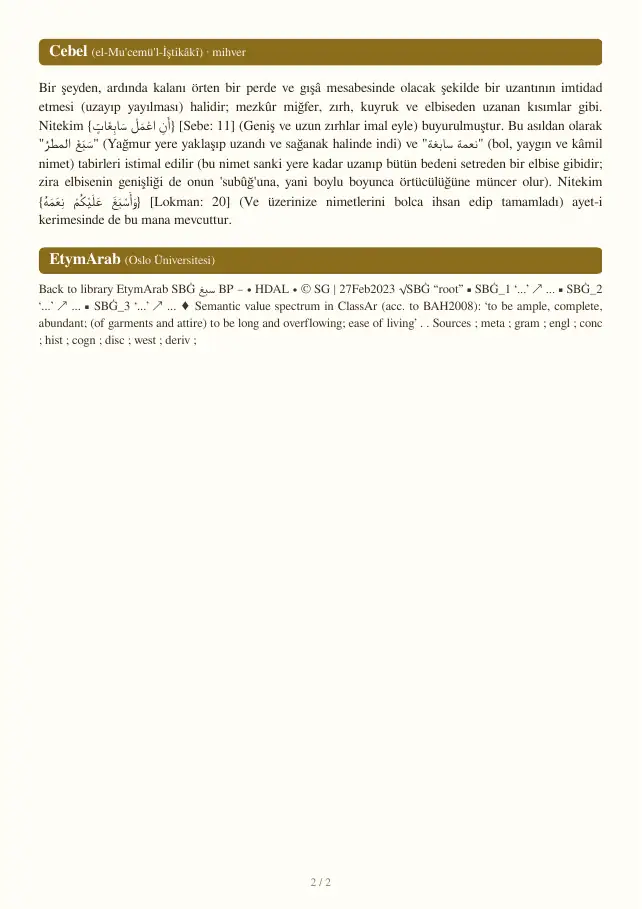 Cebel (el-Mu'cemü'l-İştikâkî) · mihver
Bir şeyden, ardında kalanı örten bir perde ve gışâ mesabesinde olacak şekilde bir uzantının imtidad
etmesi (uzayıp yayılması) halidir; mezkûr miğfer, zırh, kuyruk ve elbiseden uzanan kısımlar gibi.
Nitekim {أَنِ اعْمَلْ سَابِغَاتٍ} [Sebe: 11] (Geniş ve uzun zırhlar imal eyle) buyurulmuştur. Bu asıldan olarak
"سَبَغَ المطرُ" (Yağmur yere yaklaşıp uzandı ve sağanak halinde indi) ve "نعمة سابغة" (bol, yaygın ve kâmil
nimet) tabirleri istimal edilir (bu nimet sanki yere kadar uzanıp bütün bedeni setreden bir elbise gibidir;
zira elbisenin genişliği de onun 'subûğ'una, yani boylu boyunca örtücülüğüne müncer olur). Nitekim
{وَأَسْبَغَ عَلَيْكُمْ نِعَمَهُ} [Lokman: 20] (Ve üzerinize nimetlerini bolca ihsan edip tamamladı) ayet-i
kerimesinde de bu mana mevcuttur.
EtymArab (Oslo Üniversitesi)
Back to library EtymArab SBĠ سبغ BP – • HDAL • © SG | 27Feb2023 √SBĠ “root” ▪ SBĠ_1 ‘...’ ↗ ... ▪ SBĠ_2
‘...’ ↗ ... ▪ SBĠ_3 ‘...’ ↗ ... ♦ Semantic value spectrum in ClassAr (acc. to BAH2008): ‘to be ample, complete,
abundant; (of garments and attire) to be long and overflowing; ease of living’ . . Sources ; meta ; gram ; engl ; conc
; hist ; cogn ; disc ; west ; deriv ;
2 / 2